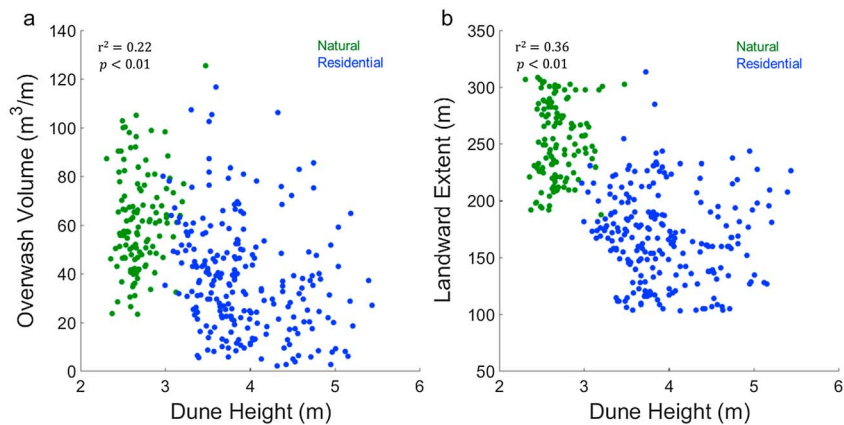 a
140
120
100
80
60
40
20
0
2
3
4
5
6
Overwash Volume (m³/m)
Dune Height (m)
r² = 0.22
p < 0.01
Natural
Residential
b
350
300
250
200
150
100
50
2
3
4
5
6
Landward Extent (m)
Dune Height (m)
r² = 0.36
p < 0.01
Natural
Residential